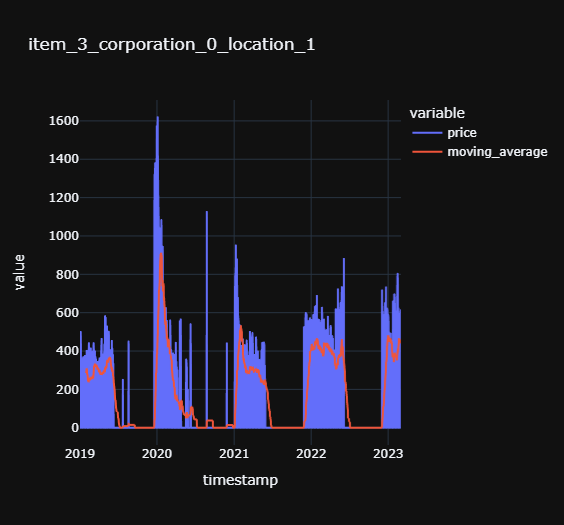 item_3_corporation_0_location_1
variable
price
moving_average
1600
1400
1200
1000
800
600
400
200
0
value
2019 2020 2021 2022 2023
timestamp